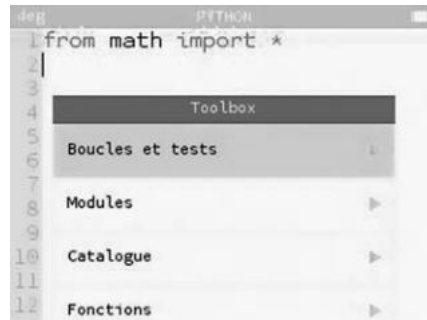 deg PYTHON
1 from math import *
2
3
4 Toolbox
5
6 Boucles et tests
7
8 Modules
9
10 Catalogue
11
12 Fonctions